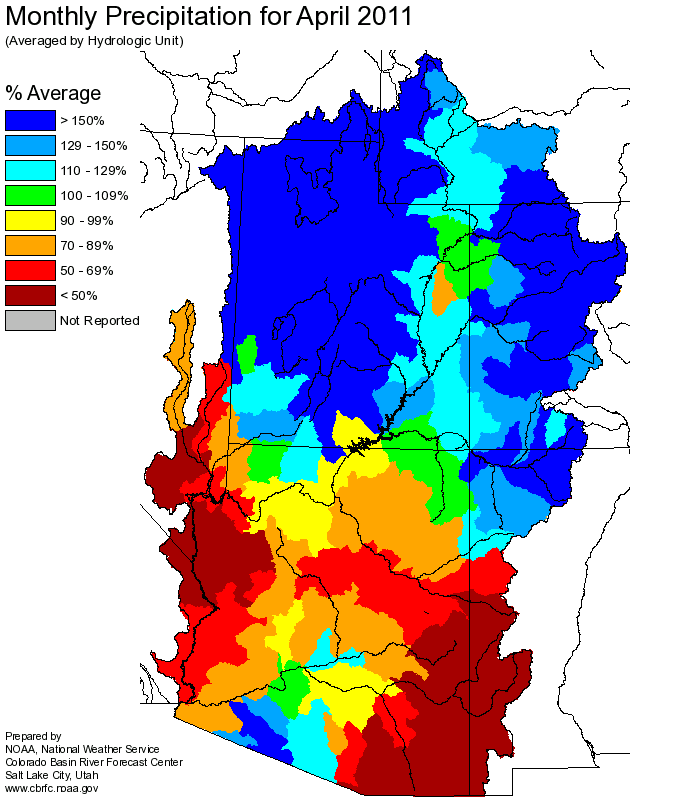 Monthly Precipitation for April 2011
(Averaged by Hydrologic Unit)
% Average
> 150%
129 - 150%
110 - 129%
100 - 109%
90 - 99%
70 - 89%
50 - 69%
< 50%
Not Reported
Prepared by
NOAA, National Weather Service
Colorado Basin River Forecast Center
Salt Lake City, Utah
www.cbrfc.noaa.gov